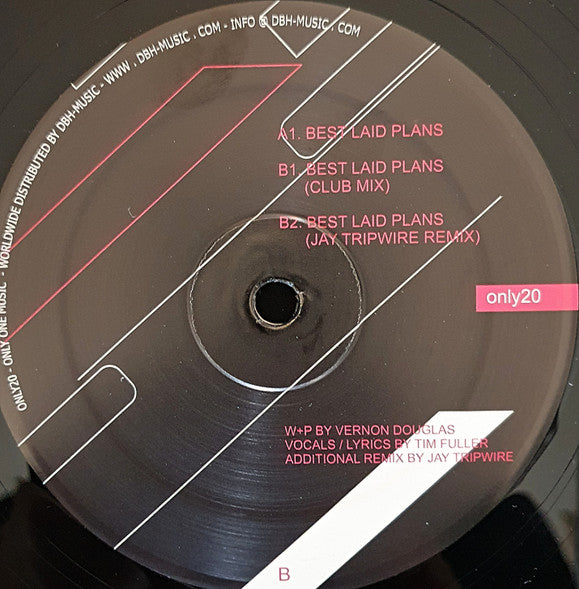 ONLY20 - ONLY ONE MUSIC - WORLDWIDE DISTRIBUTED BY DBH-MUSIC - WWW . DBH-MUSIC . COM - INFO @ DBH-MUSIC . COM
A1. BEST LAID PLANS
B1. BEST LAID PLANS
(CLUB MIX)
B2. BEST LAID PLANS
(JAY TRIPWIRE REMIX)
only20
W+P BY VERNON DOUGLAS
VOCALS / LYRICS BY TIM FULLER
ADDITIONAL REMIX BY JAY TRIPWIRE
B